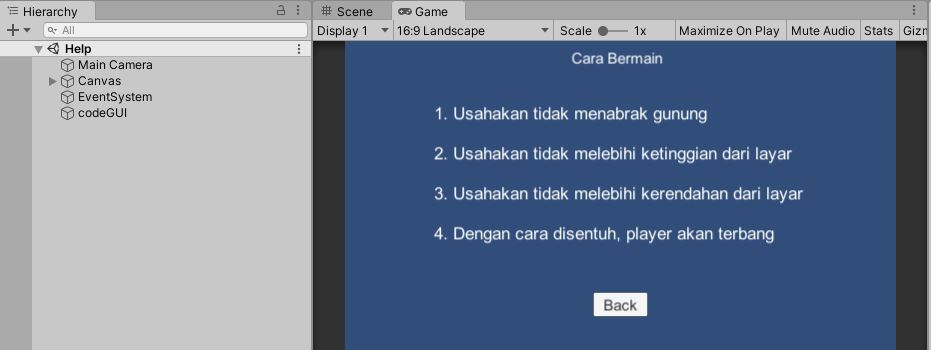 Hierarchy
All
Help
Main Camera
Canvas
EventSystem
codeGUI
Scene
Game
Display 1
16:9 Landscape
Scale
1x
Maximize On Play
Mute Audio
Stats
Cara Bermain
1. Usahakan tidak menabrak gunung
2. Usahakan tidak melebihi ketinggian dari layar
3. Usahakan tidak melebihi kerendahan dari layar
4. Dengan cara disentuh, player akan terbang
Back